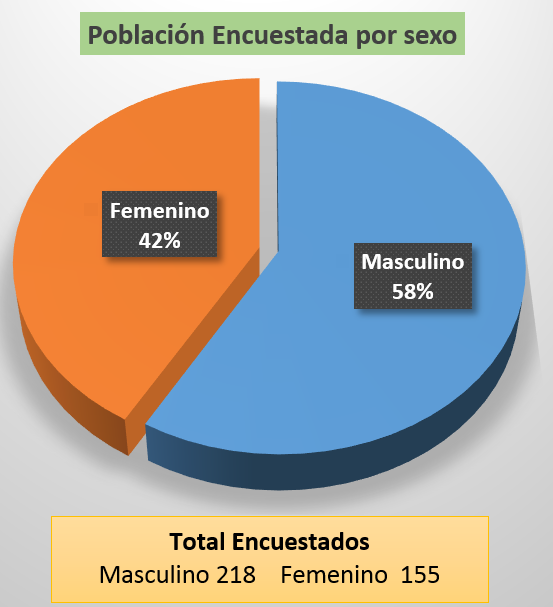 Población Encuestada por sexo
Femenino
42%
Masculino
58%
Total Encuestados
Masculino 218 Femenino 155